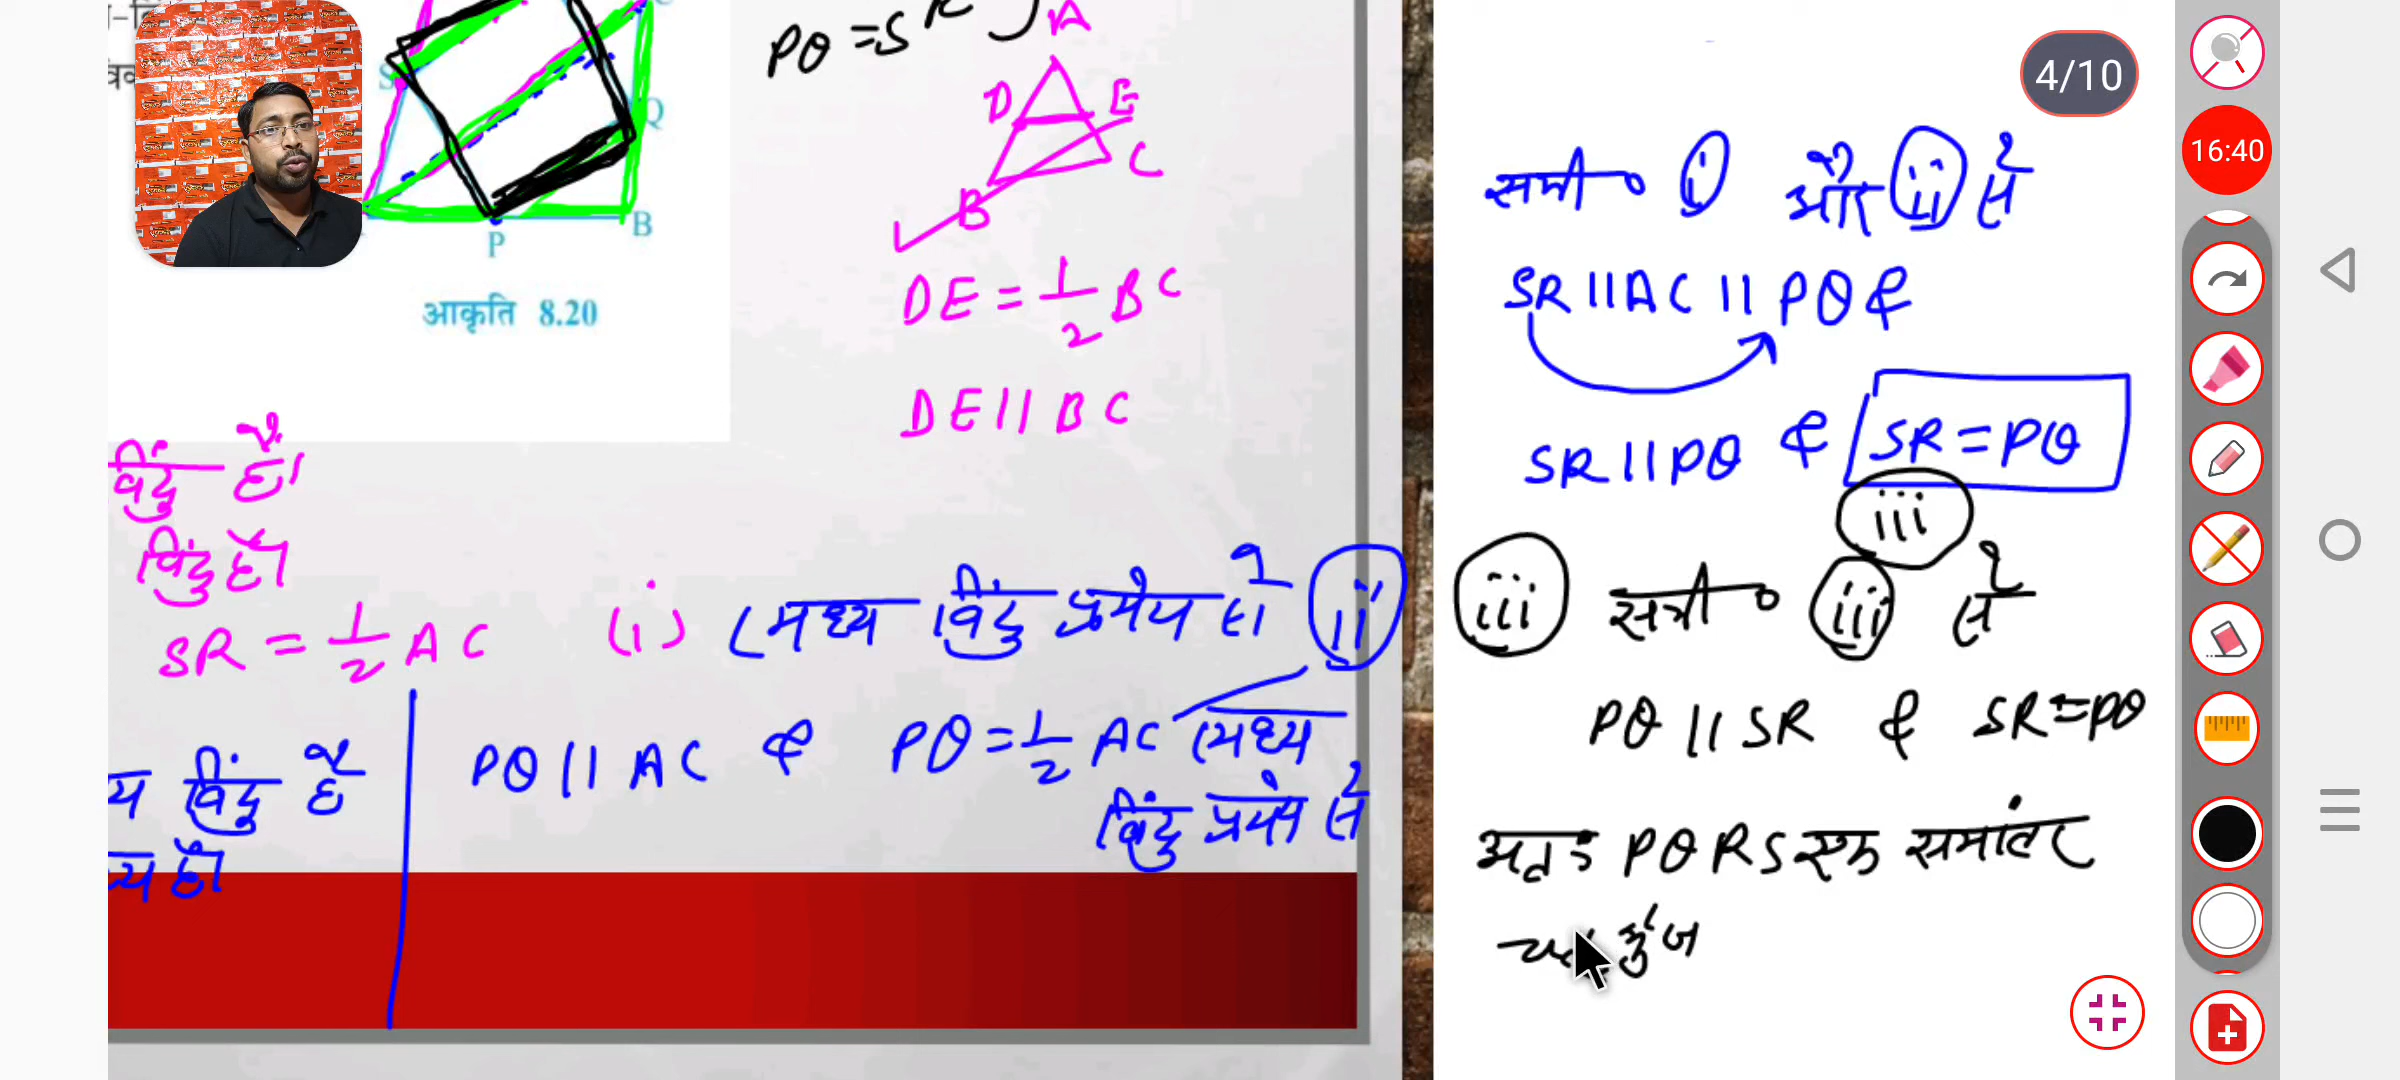 PQ = SR
A
D E
S
Q
C
B
P B
आकृति 8.20
DE = 1/2 BC
DE || BC
बिंदु है।
बिंदु है।
SR = 1/2 AC (i) (मध्य बिंदु प्रमेय से ii
य बिंदु है
PQ || AC & PQ = 1/2 AC (मध्य
बिंदु प्रमेय से
4/10
समी० i और ii से
SR || AC || PQ &
SR || PQ & SR = PQ
iii
iii समी० iii से
PQ || SR & SR = PQ
अतः PQRS एक समांतर
चतुर्भुज
16:40